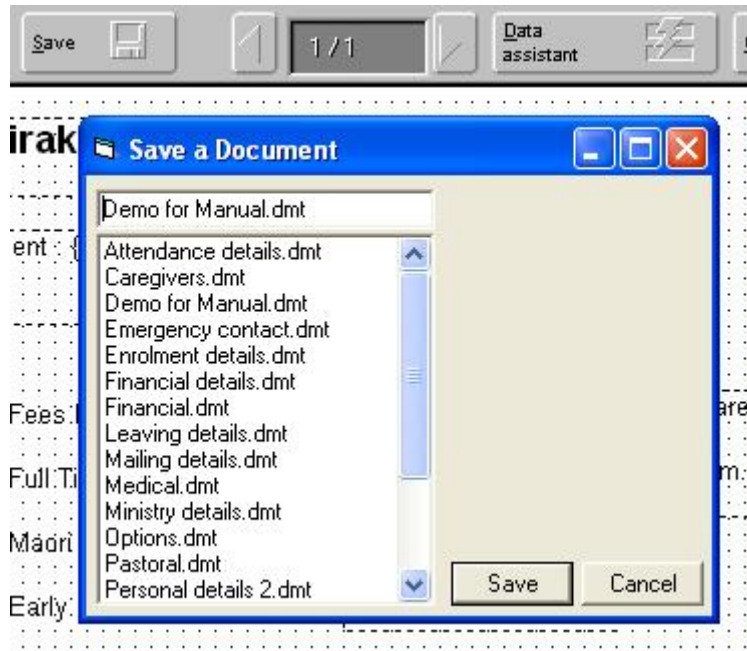 Save
1/1
Data
assistant
irak
Save a Document
Demo for Manual.dmt
ent : {
Attendance details.dmt
Caregivers.dmt
Demo for Manual.dmt
Emergency contact.dmt
Enrolment details.dmt
Financial details.dmt
Financial.dmt
Leaving details.dmt
Mailing details.dmt
Medical.dmt
Ministry details.dmt
Options.dmt
Pastoral.dmt
Personal details 2.dmt
Fees
are
Full Ti
m.
Maori
Early
Save
Cancel